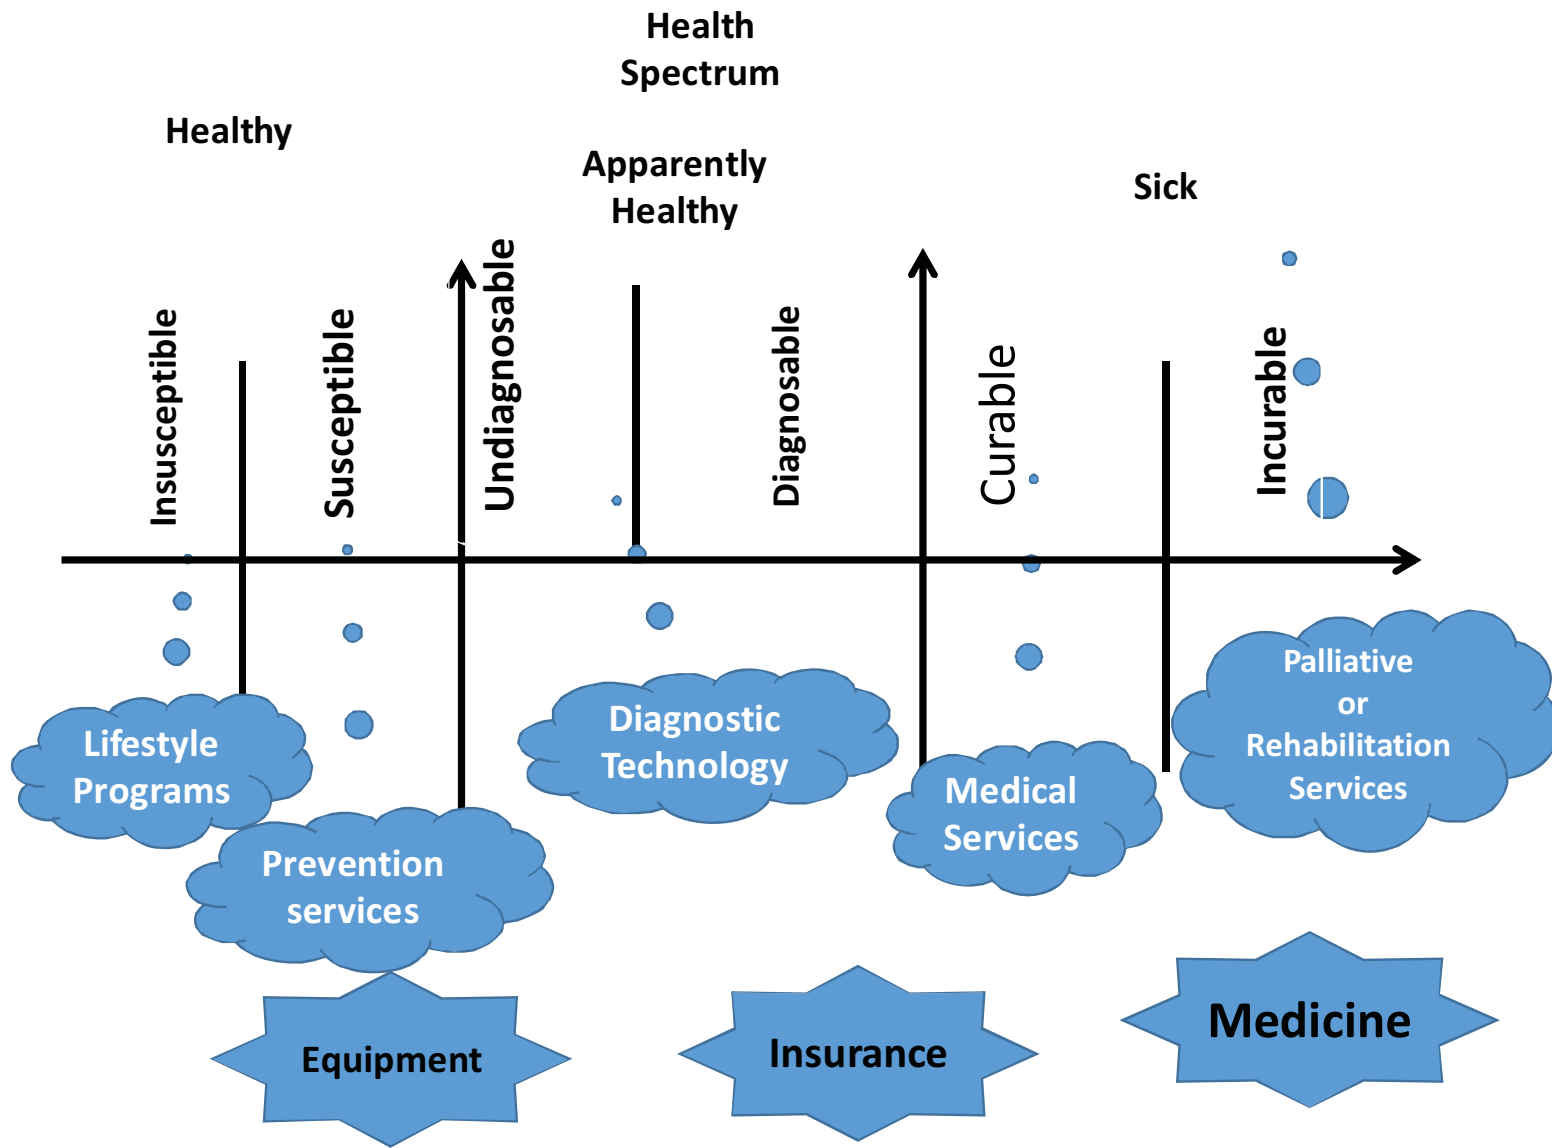 Health
Spectrum
Healthy
Apparently
Healthy
Sick
Insusceptible
Susceptible
Undiagnosable
Diagnosable
Curable
Incurable
Lifestyle
Programs
Prevention
services
Diagnostic
Technology
Medical
Services
Palliative
or
Rehabilitation
Services
Equipment
Insurance
Medicine